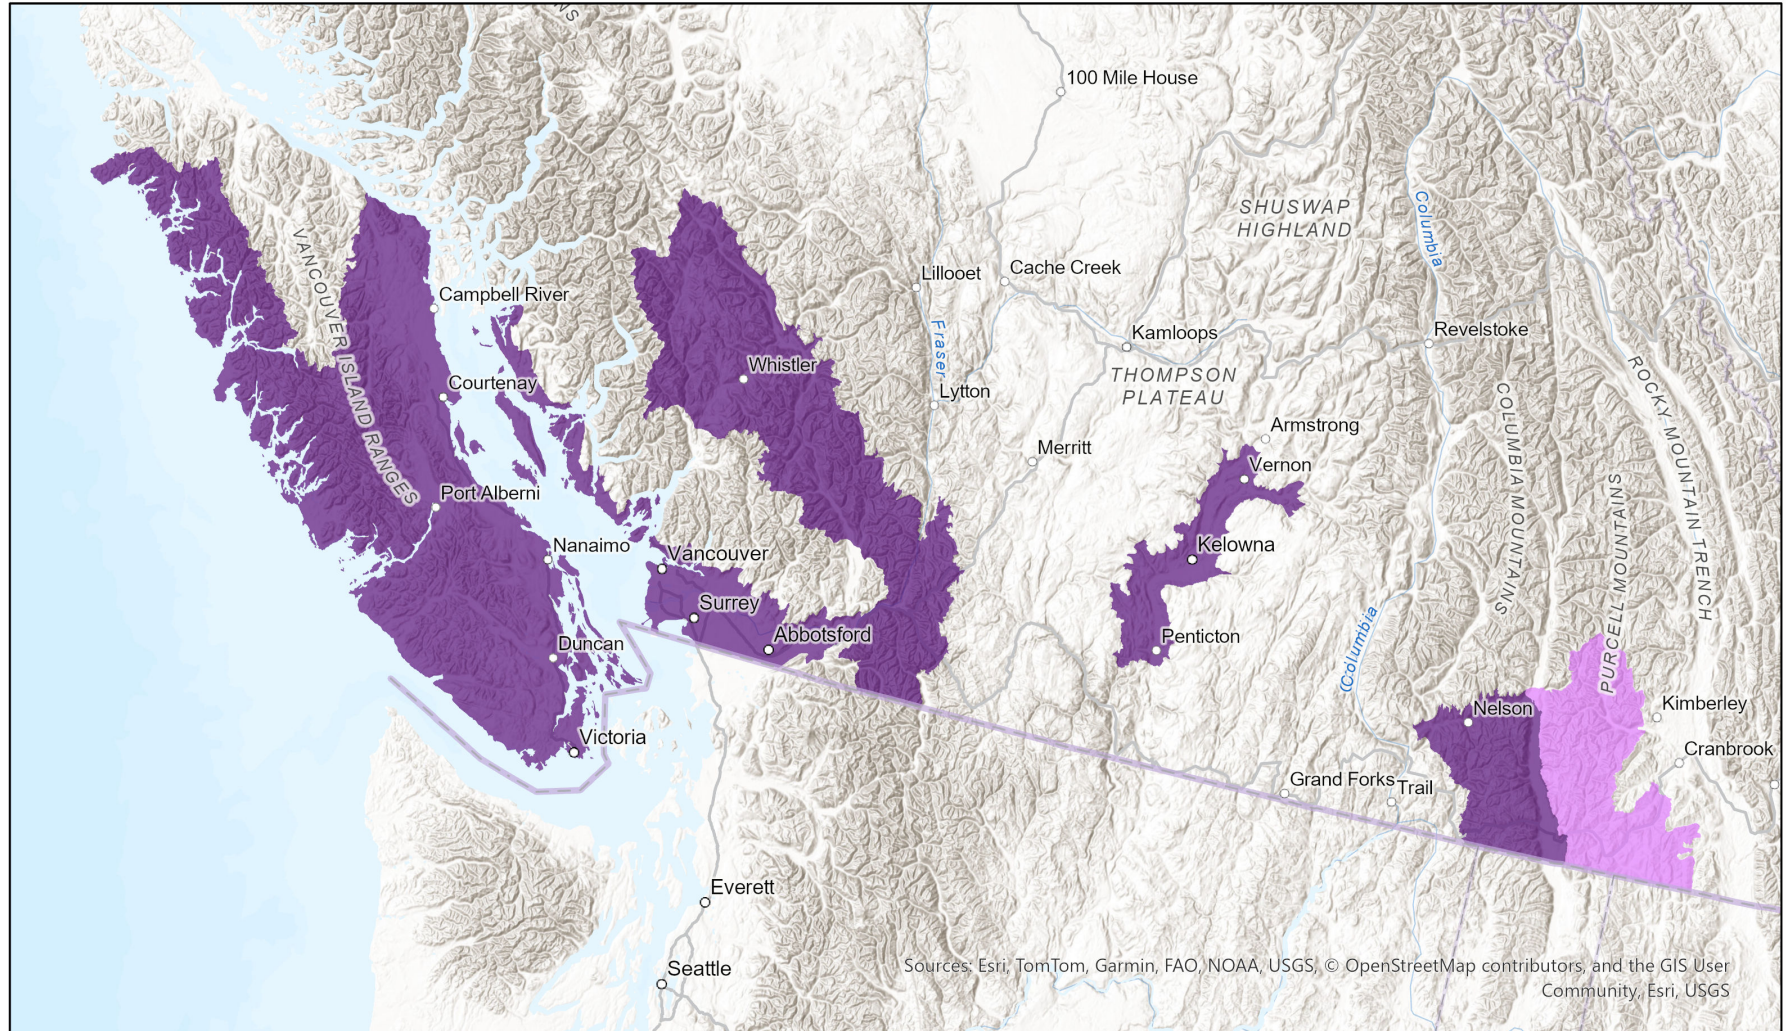 NS
100 Mile House
SHUSWAP
HIGHLAND
Columbia
VANCOUVER ISLAND RANGES
Campbell River
Lillooet
Cache Creek
Fraser
Kamloops
Revelstoke
Whistler
THOMPSON
PLATEAU
ROCKY MOUNTAIN TRENCH
Courtenay
Lytton
COLUMBIA MOUNTAINS
Armstrong
Merritt
Vernon
Port Alberni
PURCELL MOUNTAINS
Nanaimo
Vancouver
Kelowna
Surrey
Abbotsford
Duncan
Penticton
(Columbia
Victoria
Nelson
Kimberley
Cranbrook
Grand Forks
Trail
Everett
Seattle
Sources: Esri, TomTom, Garmin, FAO, NOAA, USGS, © OpenStreetMap contributors, and the GIS User
Community, Esri, USGS